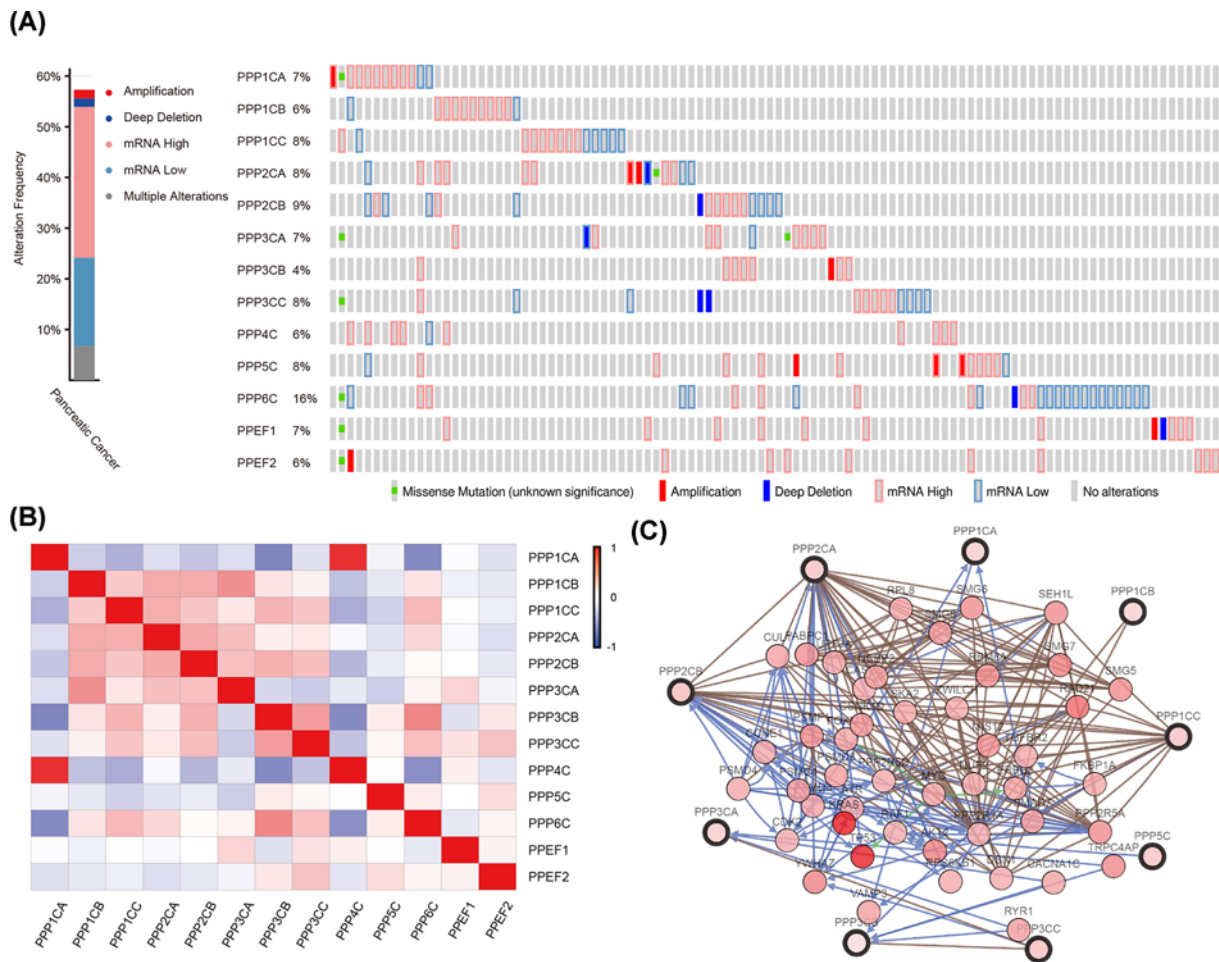 (A)
60%
50%
40%
30%
20%
10%
Alteration Frequency
Pancreatic Cancer
Amplification
Deep Deletion
mRNA High
mRNA Low
Multiple Alterations
PPP1CA 7%
PPP1CB 6%
PPP1CC 8%
PPP2CA 8%
PPP2CB 9%
PPP3CA 7%
PPP3CB 4%
PPP3CC 8%
PPP4C 6%
PPP5C 8%
PPP6C 16%
PPEF1 7%
PPEF2 6%
Missense Mutation (unknown significance) Amplification Deep Deletion mRNA High mRNA Low No alterations
(B)
1
0
-1
PPP1CA
PPP1CB
PPP1CC
PPP2CA
PPP2CB
PPP3CA
PPP3CB
PPP3CC
PPP4C
PPP5C
PPP6C
PPEF1
PPEF2
PPP1CA PPP1CB PPP1CC PPP2CA PPP2CB PPP3CA PPP3CB PPP3CC PPP4C PPP5C PPP6C PPEF1 PPEF2
(C)
PPP1CA
PPP2CA
PPP1CB
RPL8
SMG6
SEH1L
SMG7
SMG5
PPP2CB
PPP1CC
PSMD4
FKBP1A
PPP2R5A
KRAS
MYC
TP53
PPP3CA
PPP5C
TRPC4AP
CACNA1C
YWHAZ
VAMP3
RYR1
PPP3CC